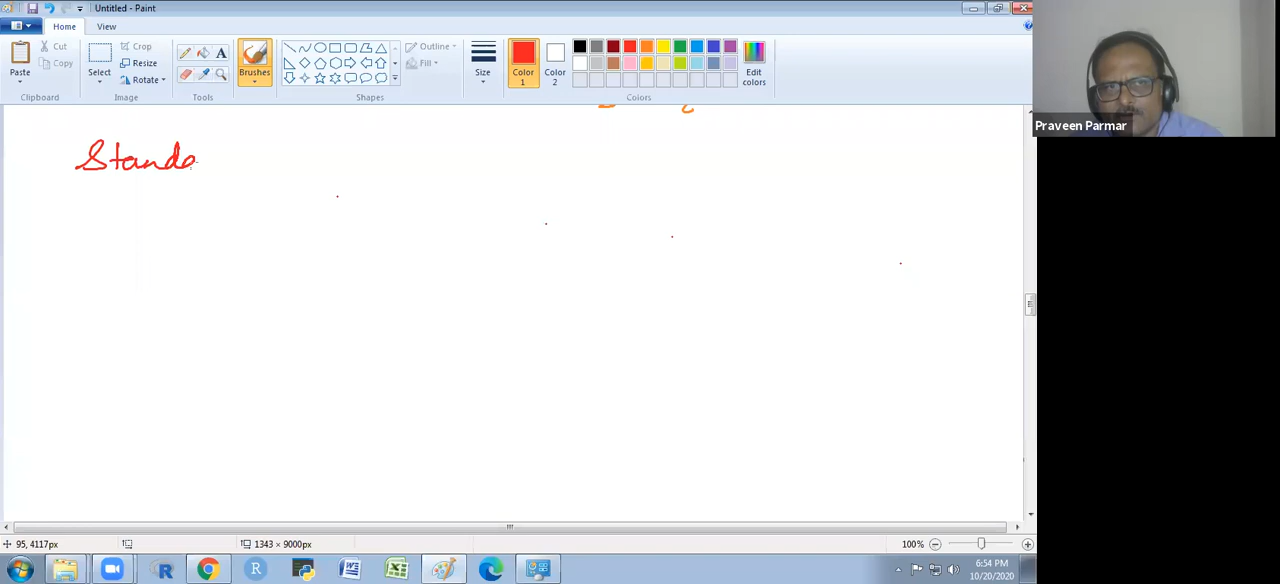 Untitled - Paint
Home View
Paste
Cut
Copy
Clipboard
Select
Crop
Resize
Rotate
Image
A
Tools
Brushes
Outline
Fill
Shapes
Size
Color 1
Color 2
Edit colors
Colors
Praveen Parmar
Standa
95, 4117px
1343 × 9000px
100%
6:54 PM
10/20/2020